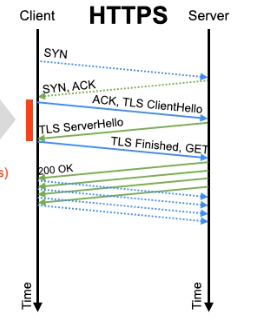 HTTPS
Client
Server
SYN
SYN, ACK
ACK, TLS ClientHello
TLS ServerHello
TLS Finished, GET
200 OK
s)
Time
Time